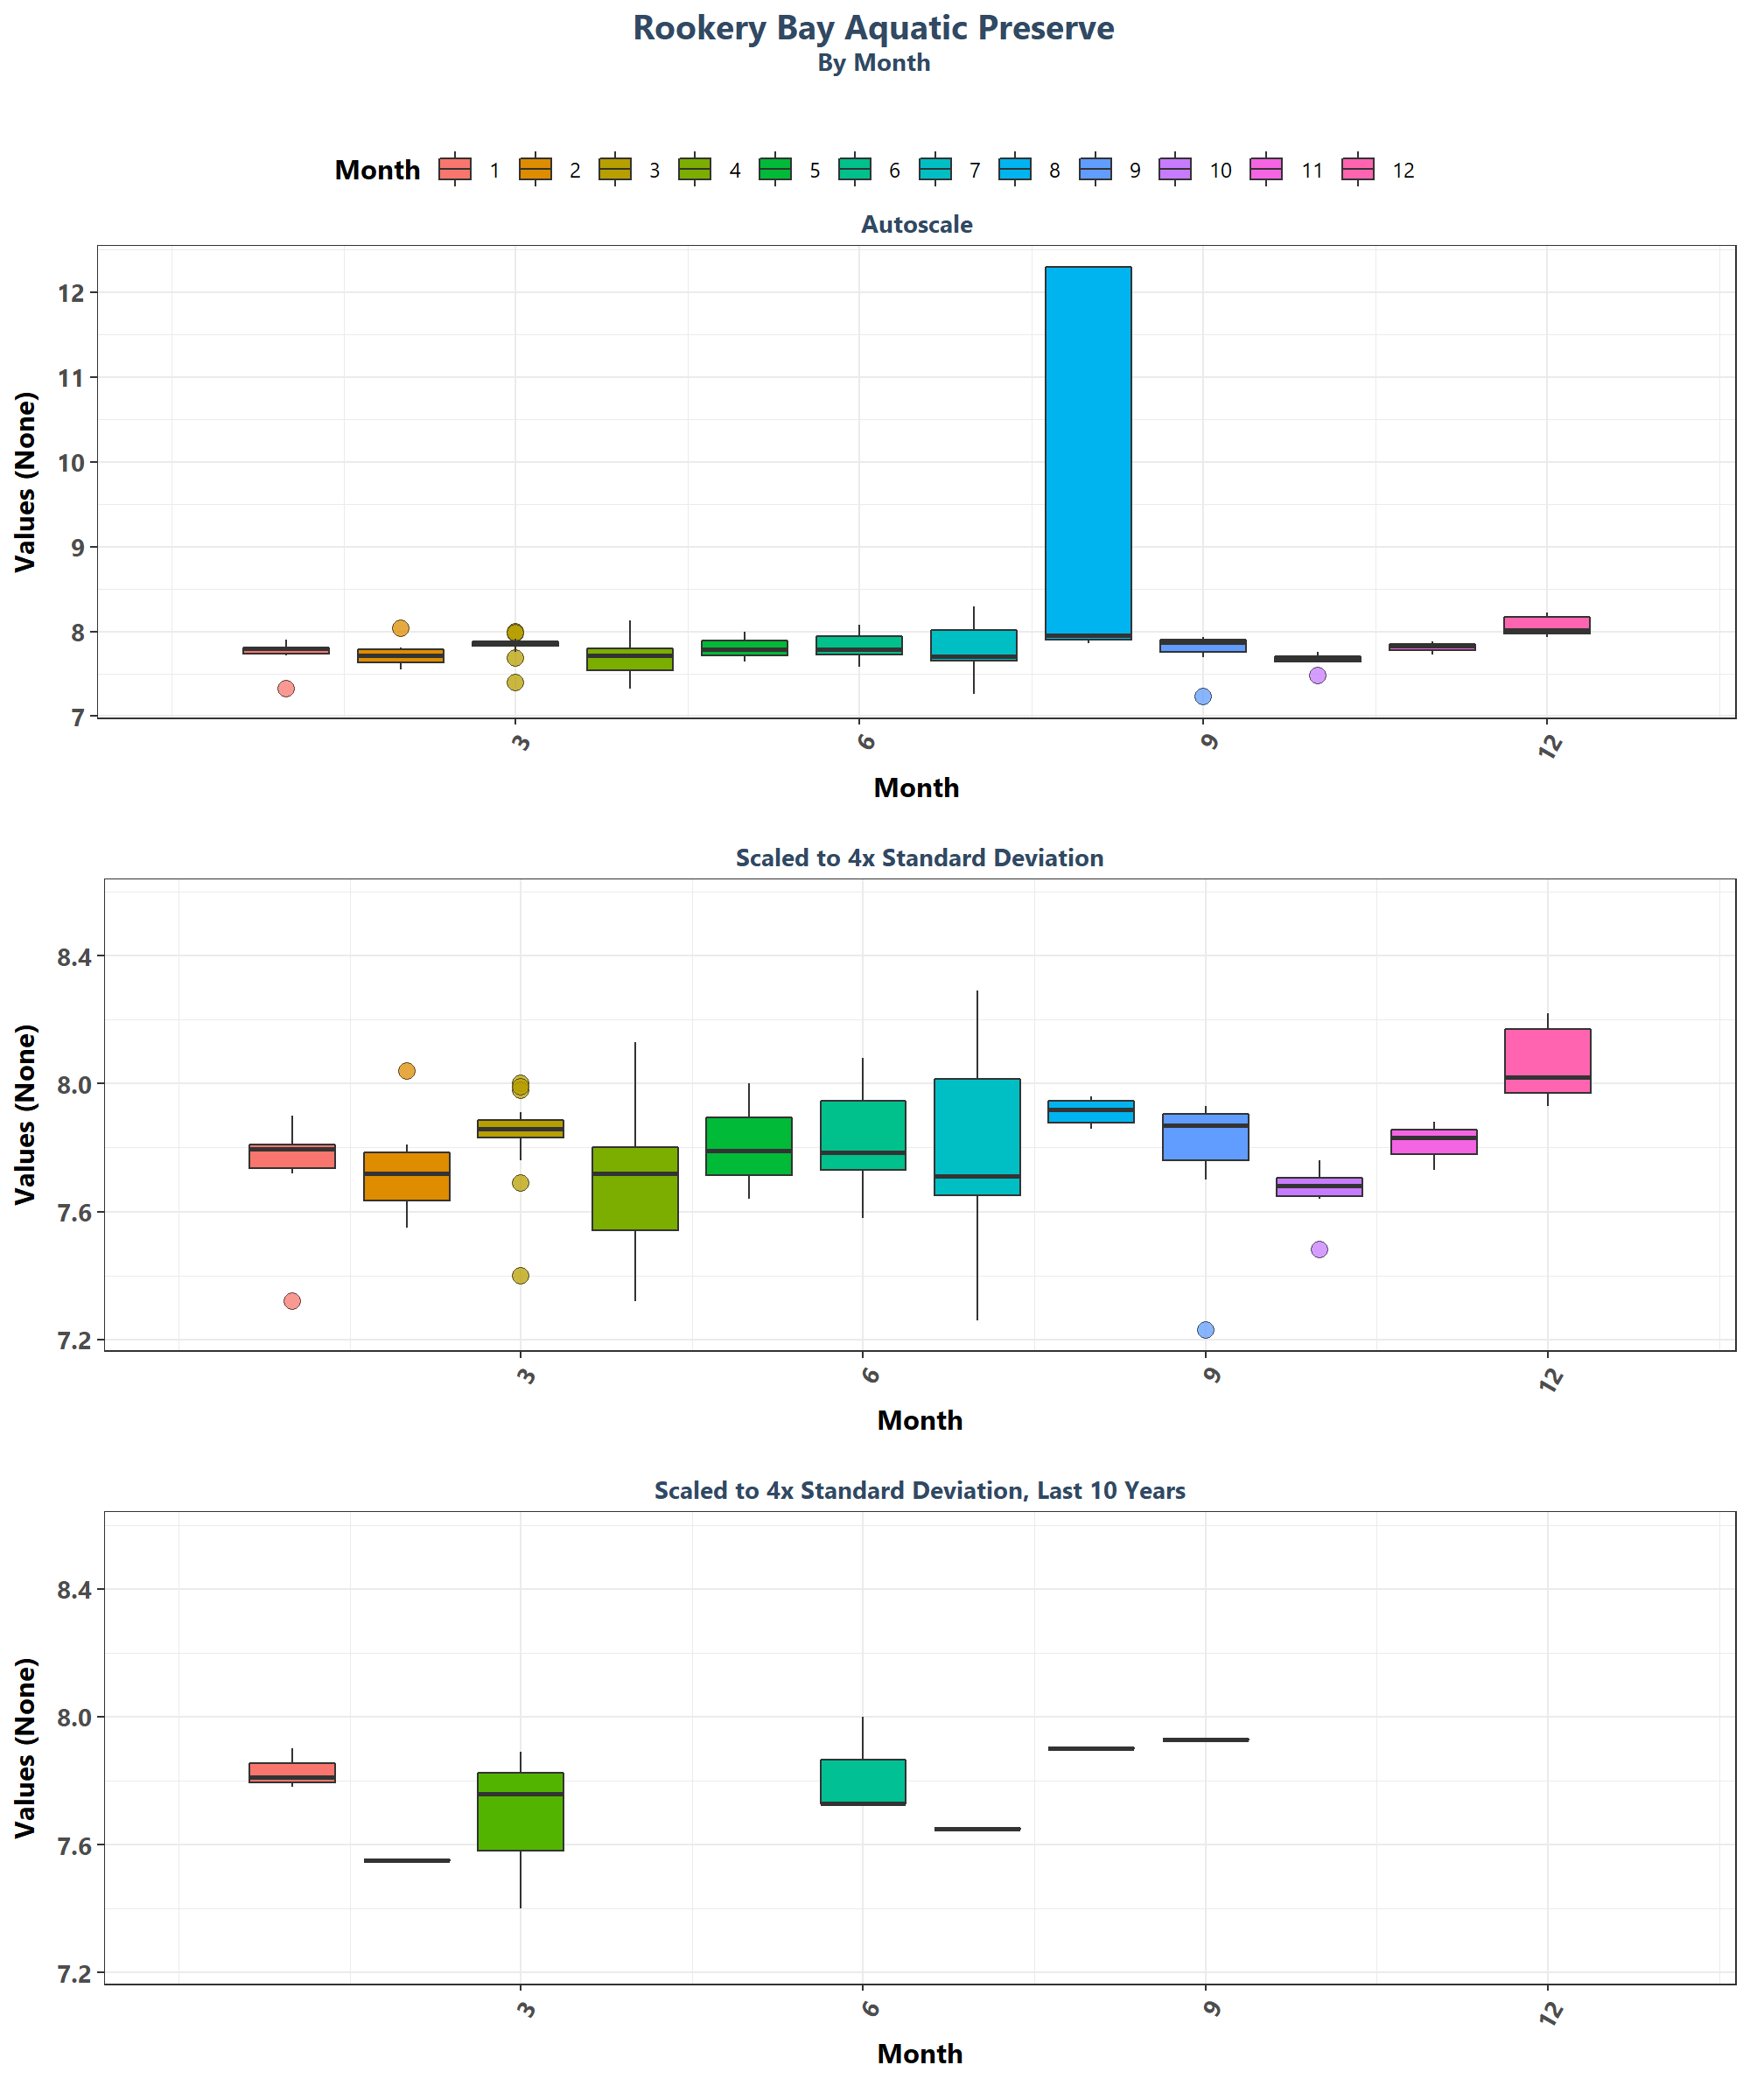 Rookery Bay Aquatic Preserve
By Month
Month 1 2 3 4 5 6 7 8 9 10 11 12
Autoscale
Values (None)
12
11
10
9
8
7
3 6 9 12
Month
Scaled to 4x Standard Deviation
Values (None)
8.4
8.0
7.6
7.2
3 6 9 12
Month
Scaled to 4x Standard Deviation, Last 10 Years
Values (None)
8.4
8.0
7.6
7.2
3 6 9 12
Month